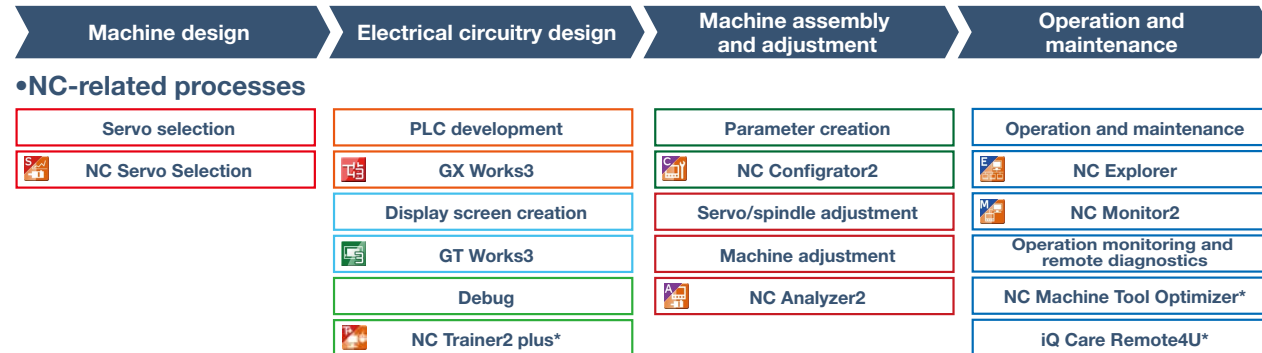 Machine design
Electrical circuitry design
Machine assembly
and adjustment
Operation and
maintenance
•NC-related processes
Servo selection
S
NC Servo Selection
PLC development
GX Works3
Display screen creation
GT Works3
Debug
NC Trainer2 plus*
Parameter creation
C
NC Configrator2
Servo/spindle adjustment
Machine adjustment
A
NC Analyzer2
Operation and maintenance
E
NC Explorer
M
NC Monitor2
Operation monitoring and
remote diagnostics
NC Machine Tool Optimizer*
iQ Care Remote4U*